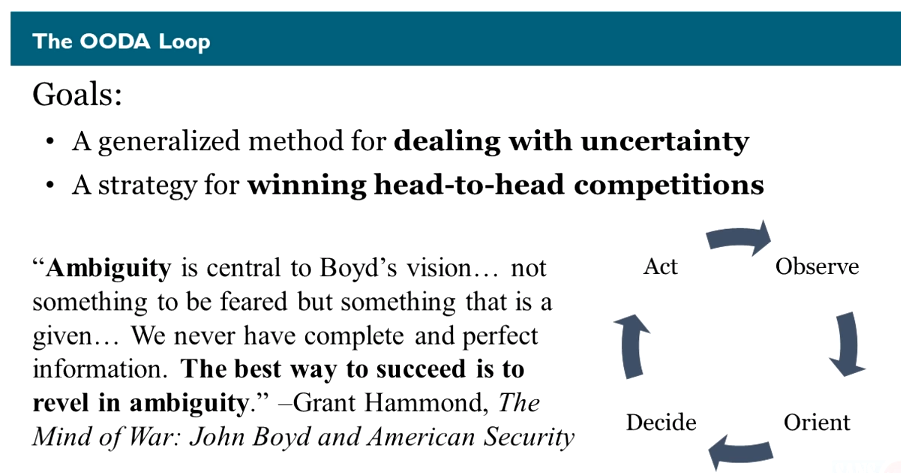 The OODA Loop
Goals:
• A generalized method for dealing with uncertainty
• A strategy for winning head-to-head competitions
“Ambiguity is central to Boyd’s vision… not
something to be feared but something that is a
given… We never have complete and perfect
information. The best way to succeed is to
revel in ambiguity.” –Grant Hammond, The
Mind of War: John Boyd and American Security
Act
Observe
Decide
Orient